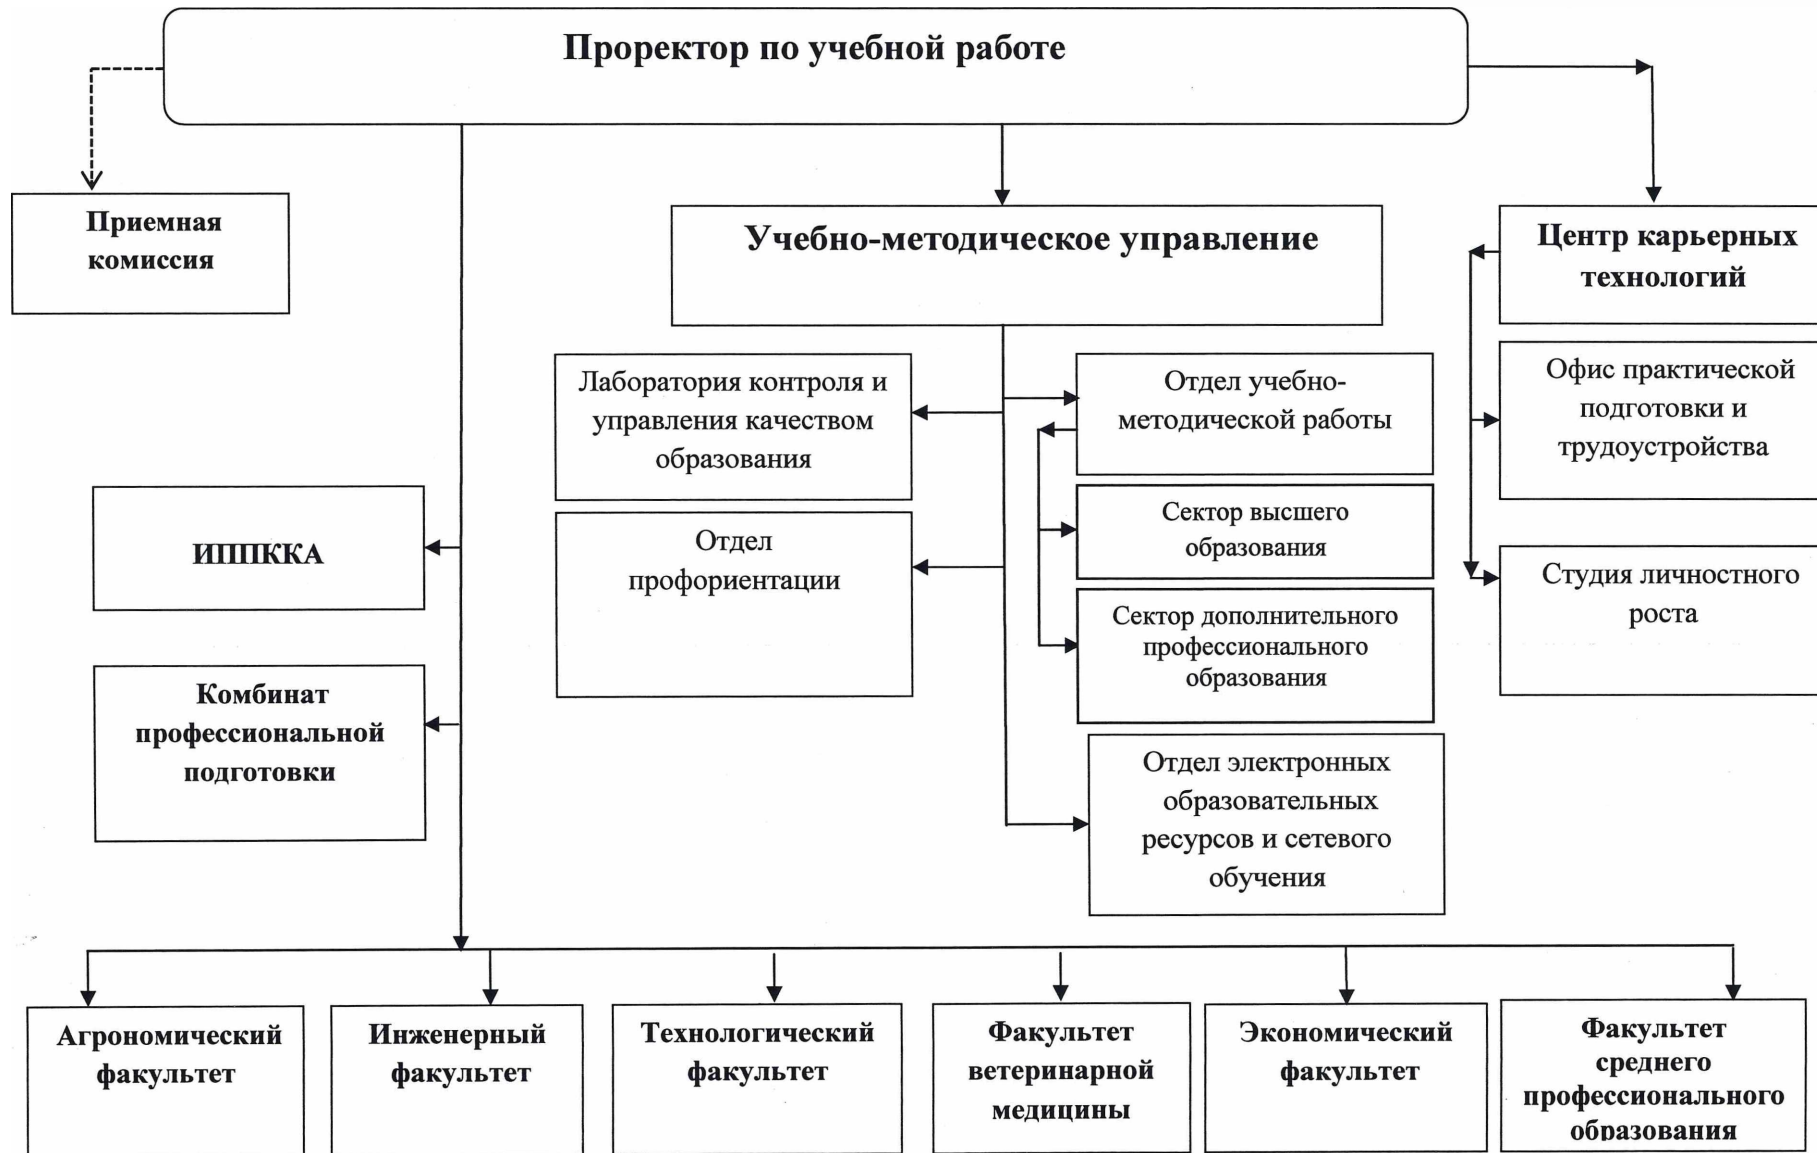 Проректор по учебной работе
Приемная
комиссия
Учебно-методическое управление
Центр карьерных
технологий
Лаборатория контроля и
управления качеством
образования
Отдел учебно-
методической работы
Офис практической
подготовки и
трудоустройства
ИППККА
Отдел
профориентации
Сектор высшего
образования
Студия личностного
роста
Сектор дополнительного
профессионального
образования
Комбинат
профессиональной
подготовки
Отдел электронных
образовательных
ресурсов и сетевого
обучения
Агрономический
факультет
Инженерный
факультет
Технологический
факультет
Факультет
ветеринарной
медицины
Экономический
факультет
Факультет
среднего
профессионального
образования